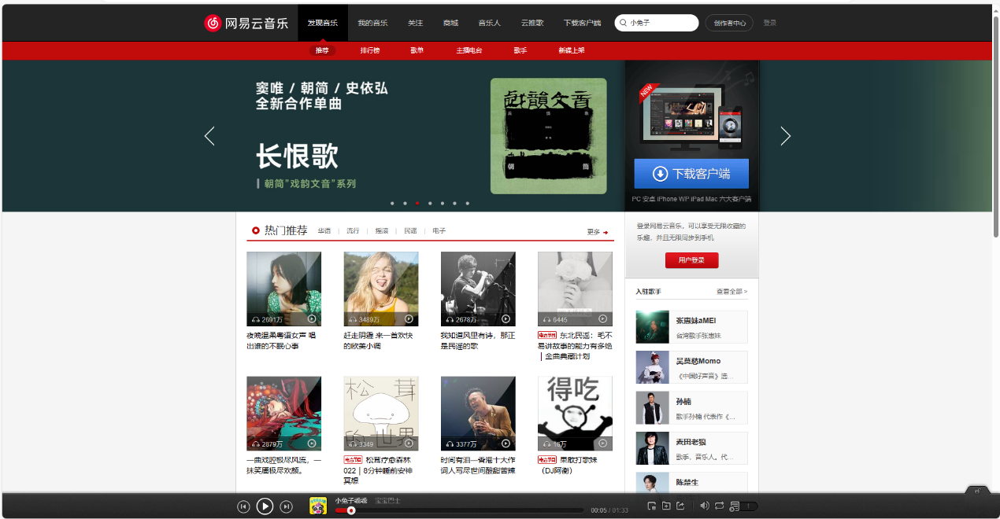 网易云音乐
发现音乐
我的音乐
关注
商城
音乐人
云推歌
下载客户端
小兔子
创作者中心
登录
推荐
排行榜
歌单
主播电台
歌手
新碟上架
窦唯 / 朝简 / 史依弘
全新合作单曲
长恨歌
朝简”戏韵文音”系列
戱韻文音
長 恨 歌
朝 简
NEW
下载客户端
PC 安卓 iPhone WP iPad Mac 六大客户端
热门推荐
华语
流行
摇滚
民谣
电子
更多
登录网易云音乐，可以享受无限收藏的
乐趣，并且无限同步到手机
用户登录
2691万
3489万
2678万
6445
夜晚温柔粤语女声 唱
出谁的不眠心事
赶走阴霾 来一首欢快
的欧美小调
我知道风里有诗，那正
是民谣的歌
电台节目 东北民谣：毛不
易讲故事的能力有多绝
｜金曲典藏计划
松茸
的世界
得吃
2879万
3349
3377万
16万
一曲戏腔极尽风流，一
抹笑靥极尽欢颜。
电台节目 松茸疗愈森林
022｜8分钟睡前安神
冥想
时间有泪—香港十大作
词人写尽世间酸甜苦辣
电台节目 果敢打歌妹
（DJ阿衡）
入驻歌手
查看全部 >
张惠妹aMEI
台湾歌手张惠妹
吴莫愁Momo
《中国好声音》选...
孙楠
歌手孙楠 代表作《...
麦田老狼
歌手，音乐人。代...
陈楚生
小兔子乖乖
宝宝巴士
00:05 / 01:33
1